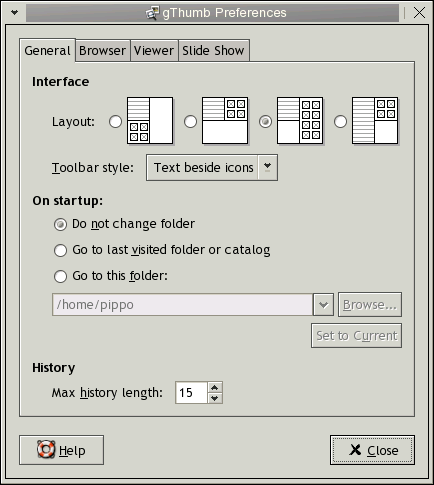 gThumb Preferences
General Browser Viewer Slide Show
Interface
Layout:
Toolbar style: Text beside icons
On startup:
Do not change folder
Go to last visited folder or catalog
Go to this folder:
/home/pippo Browse...
Set to Current
History
Max history length: 15
Help Close